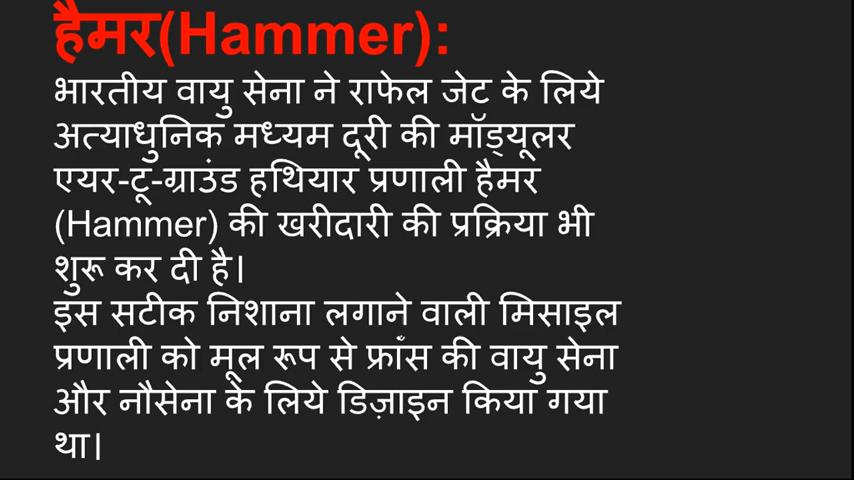 हैमर(Hammer):
भारतीय वायु सेना ने राफेल जेट के लिये
अत्याधुनिक मध्यम दूरी की मॉड्यूलर
एयर-टू-ग्राउंड हथियार प्रणाली हैमर
(Hammer) की खरीदारी की प्रक्रिया भी
शुरू कर दी है।
इस सटीक निशाना लगाने वाली मिसाइल
प्रणाली को मूल रूप से फ्राँस की वायु सेना
और नौसेना के लिये डिज़ाइन किया गया
था।